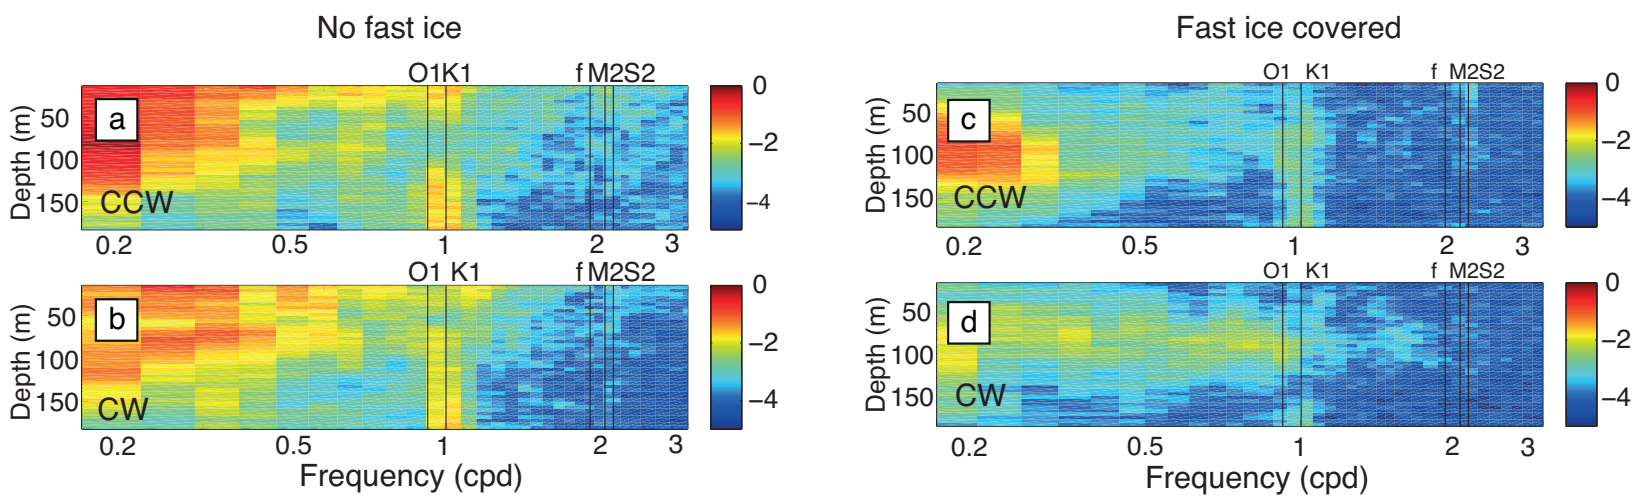 No fast ice
Fast ice covered
O1K1 f M2S2
Depth (m)
50
100
150
a
CCW
0
−2
−4
0.2 0.5 1 2 3
O1 K1 f M2S2
Depth (m)
50
100
150
b
CW
0
−2
−4
0.2 0.5 1 2 3
Frequency (cpd)
O1 K1 f M2S2
Depth (m)
50
100
150
c
CCW
0
−2
−4
0.2 0.5 1 2 3
O1 K1 f M2S2
Depth (m)
50
100
150
d
CW
0
−2
−4
0.2 0.5 1 2 3
Frequency (cpd)